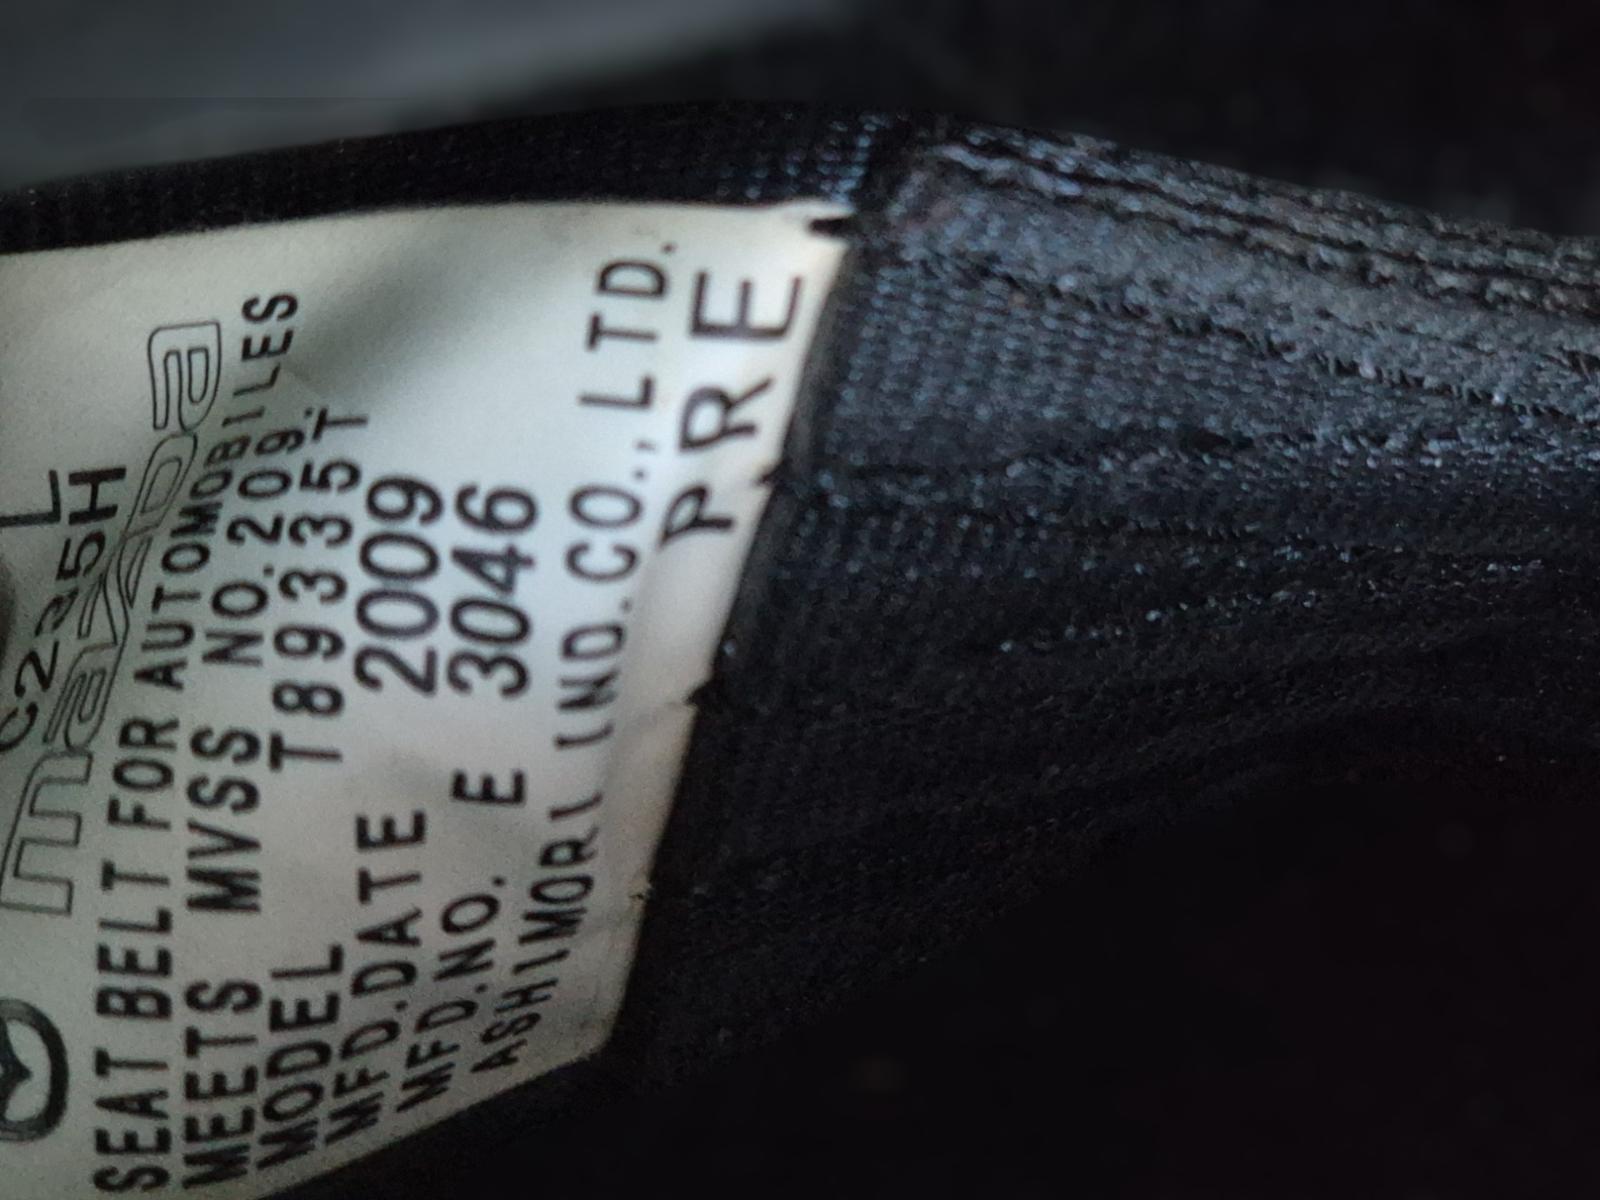 L
C235H
mazda
SEAT BELT FOR AUTOMOBILES
MEETS MVSS NO.209.
MODEL T89335T
MFD.DATE 2009
MFD.NO. E 3046
ASHIMORI IND.CO.,LTD.
PRE